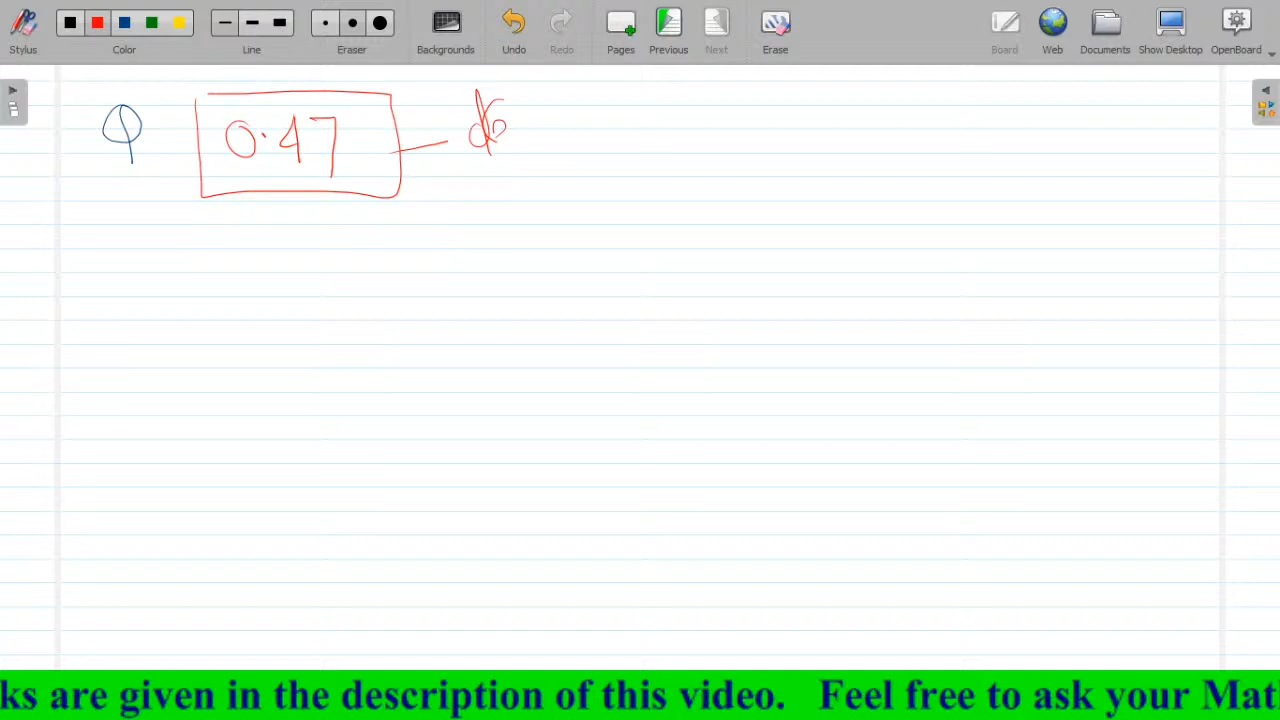 Stylus Color Line Eraser Backgrounds Undo Redo Pages Previous Next Erase Board Web Documents Show Desktop OpenBoard
Q 0.47
ks are given in the description of this video. Feel free to ask your Mat